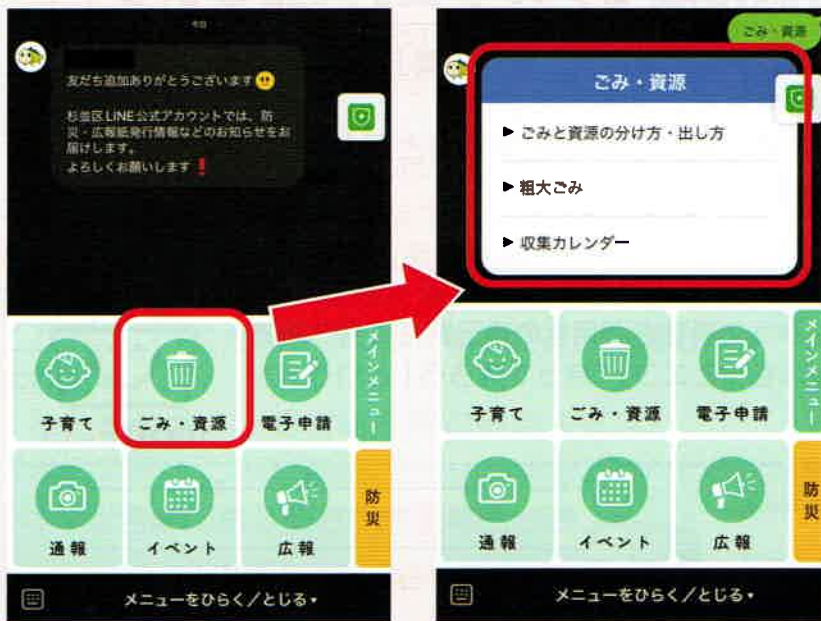 今日
友だち追加ありがとうございます
杉並区LINE公式アカウントでは、防
災・広報紙発行情報などのお知らせをお
届けします。
よろしくお願いします❗
子育て
ごみ・資源
電子申請
メインメニュー
通報
イベント
広報
防災
メニューをひらく/とじる▾
ごみ・資源
ごみ・資源
▶ ごみと資源の分け方・出し方
▶ 粗大ごみ
▶ 収集カレンダー
子育て
ごみ・資源
電子申請
メインメニュー
通報
イベント
広報
防災
メニューをひらく/とじる▾